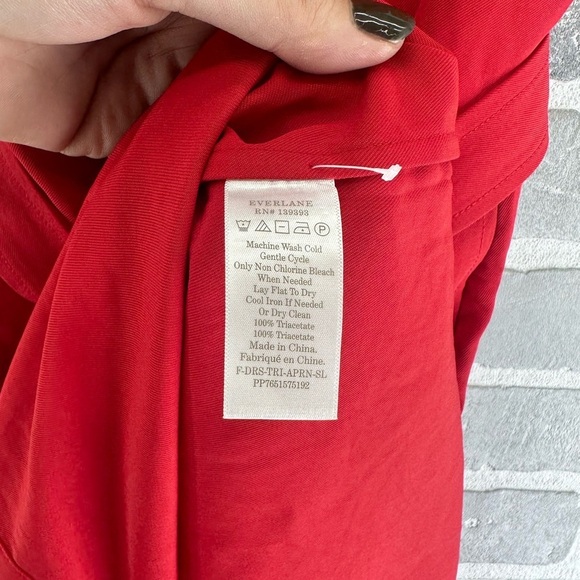 EVERLANE
RN# 139393
P
Machine Wash Cold
Gentle Cycle
Only Non Chlorine Bleach
When Needed
Lay Flat To Dry
Cool Iron If Needed
Or Dry Clean
100% Triacetate
100% Triacetate
Made in China.
Fabriqué en Chine.
F-DRS-TRI-APRN-SL
PP7651575192